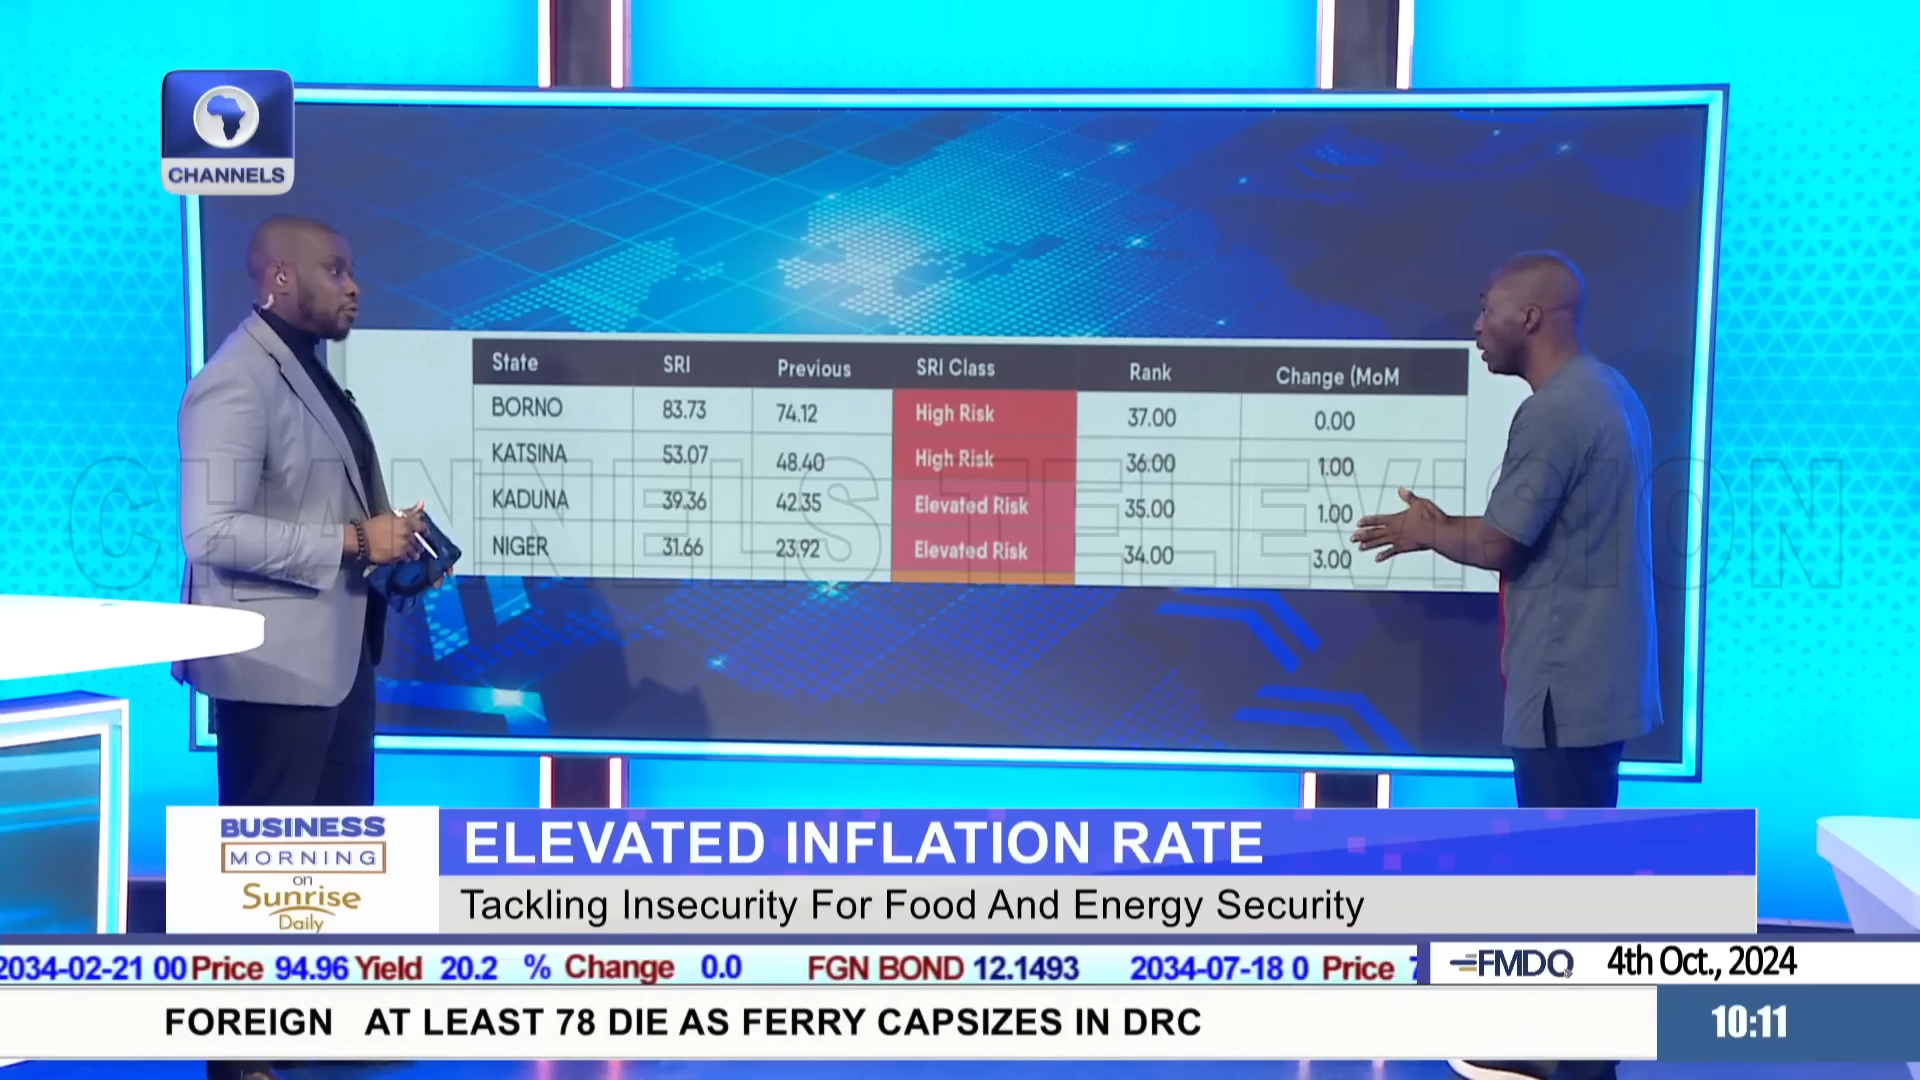 CHANNELS
State SRI Previous SRI Class Rank Change (MoM
BORNO 83.73 74.12 High Risk 37.00 0.00
KATSINA 53.07 48.40 High Risk 36.00 1.00
KADUNA 39.36 42.35 Elevated Risk 35.00 1.00
NIGER 31.66 23.92 Elevated Risk 34.00 3.00
CHANNELS TELEVISION
BUSINESS
MORNING
on
Sunrise
Daily
ELEVATED INFLATION RATE
Tackling Insecurity For Food And Energy Security
2034-02-21 00 Price 94.96 Yield 20.2 % Change 0.0 FGN BOND 12.1493 2034-07-18 0 Price 7
FMDQ 4th Oct., 2024
FOREIGN AT LEAST 78 DIE AS FERRY CAPSIZES IN DRC
10:11